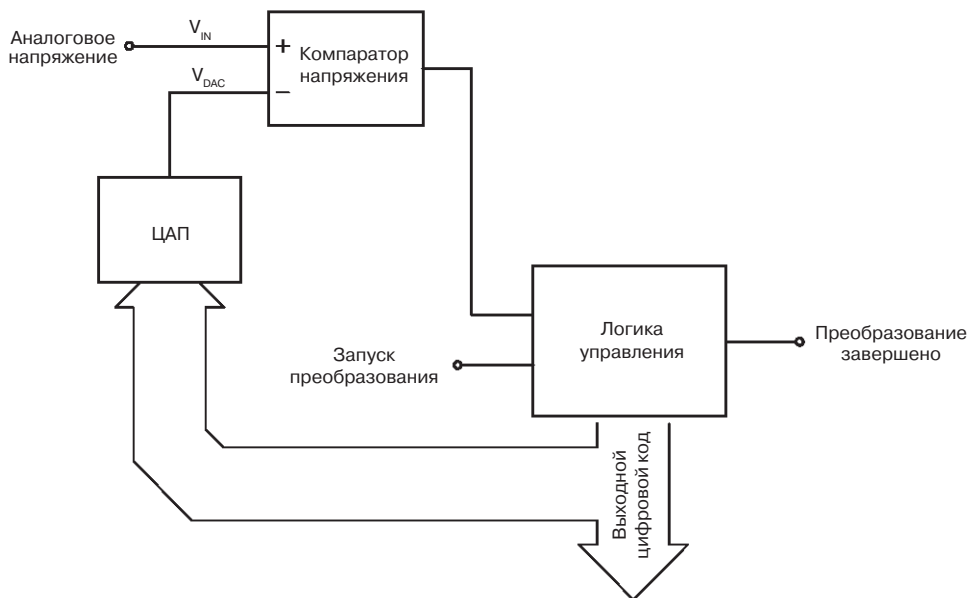 Аналоговое
напряжение
V_IN
V_DAC
+
−
Компаратор
напряжения
ЦАП
Логика
управления
Запуск
преобразования
Преобразование
завершено
Выходной
цифровой код